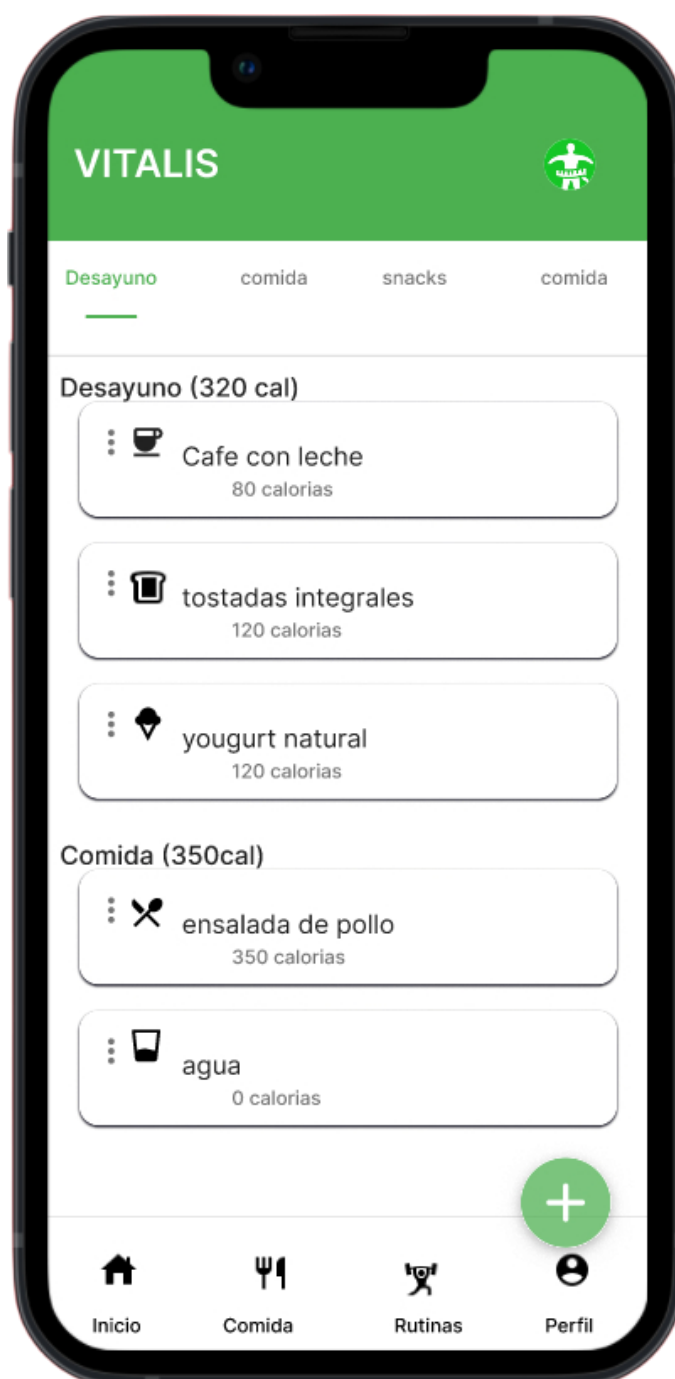 VITALIS
Desayuno comida snacks comida
Desayuno (320 cal)
Cafe con leche
80 calorias
tostadas integrales
120 calorias
yougurt natural
120 calorias
Comida (350cal)
ensalada de pollo
350 calorias
agua
0 calorias
Inicio Comida Rutinas Perfil